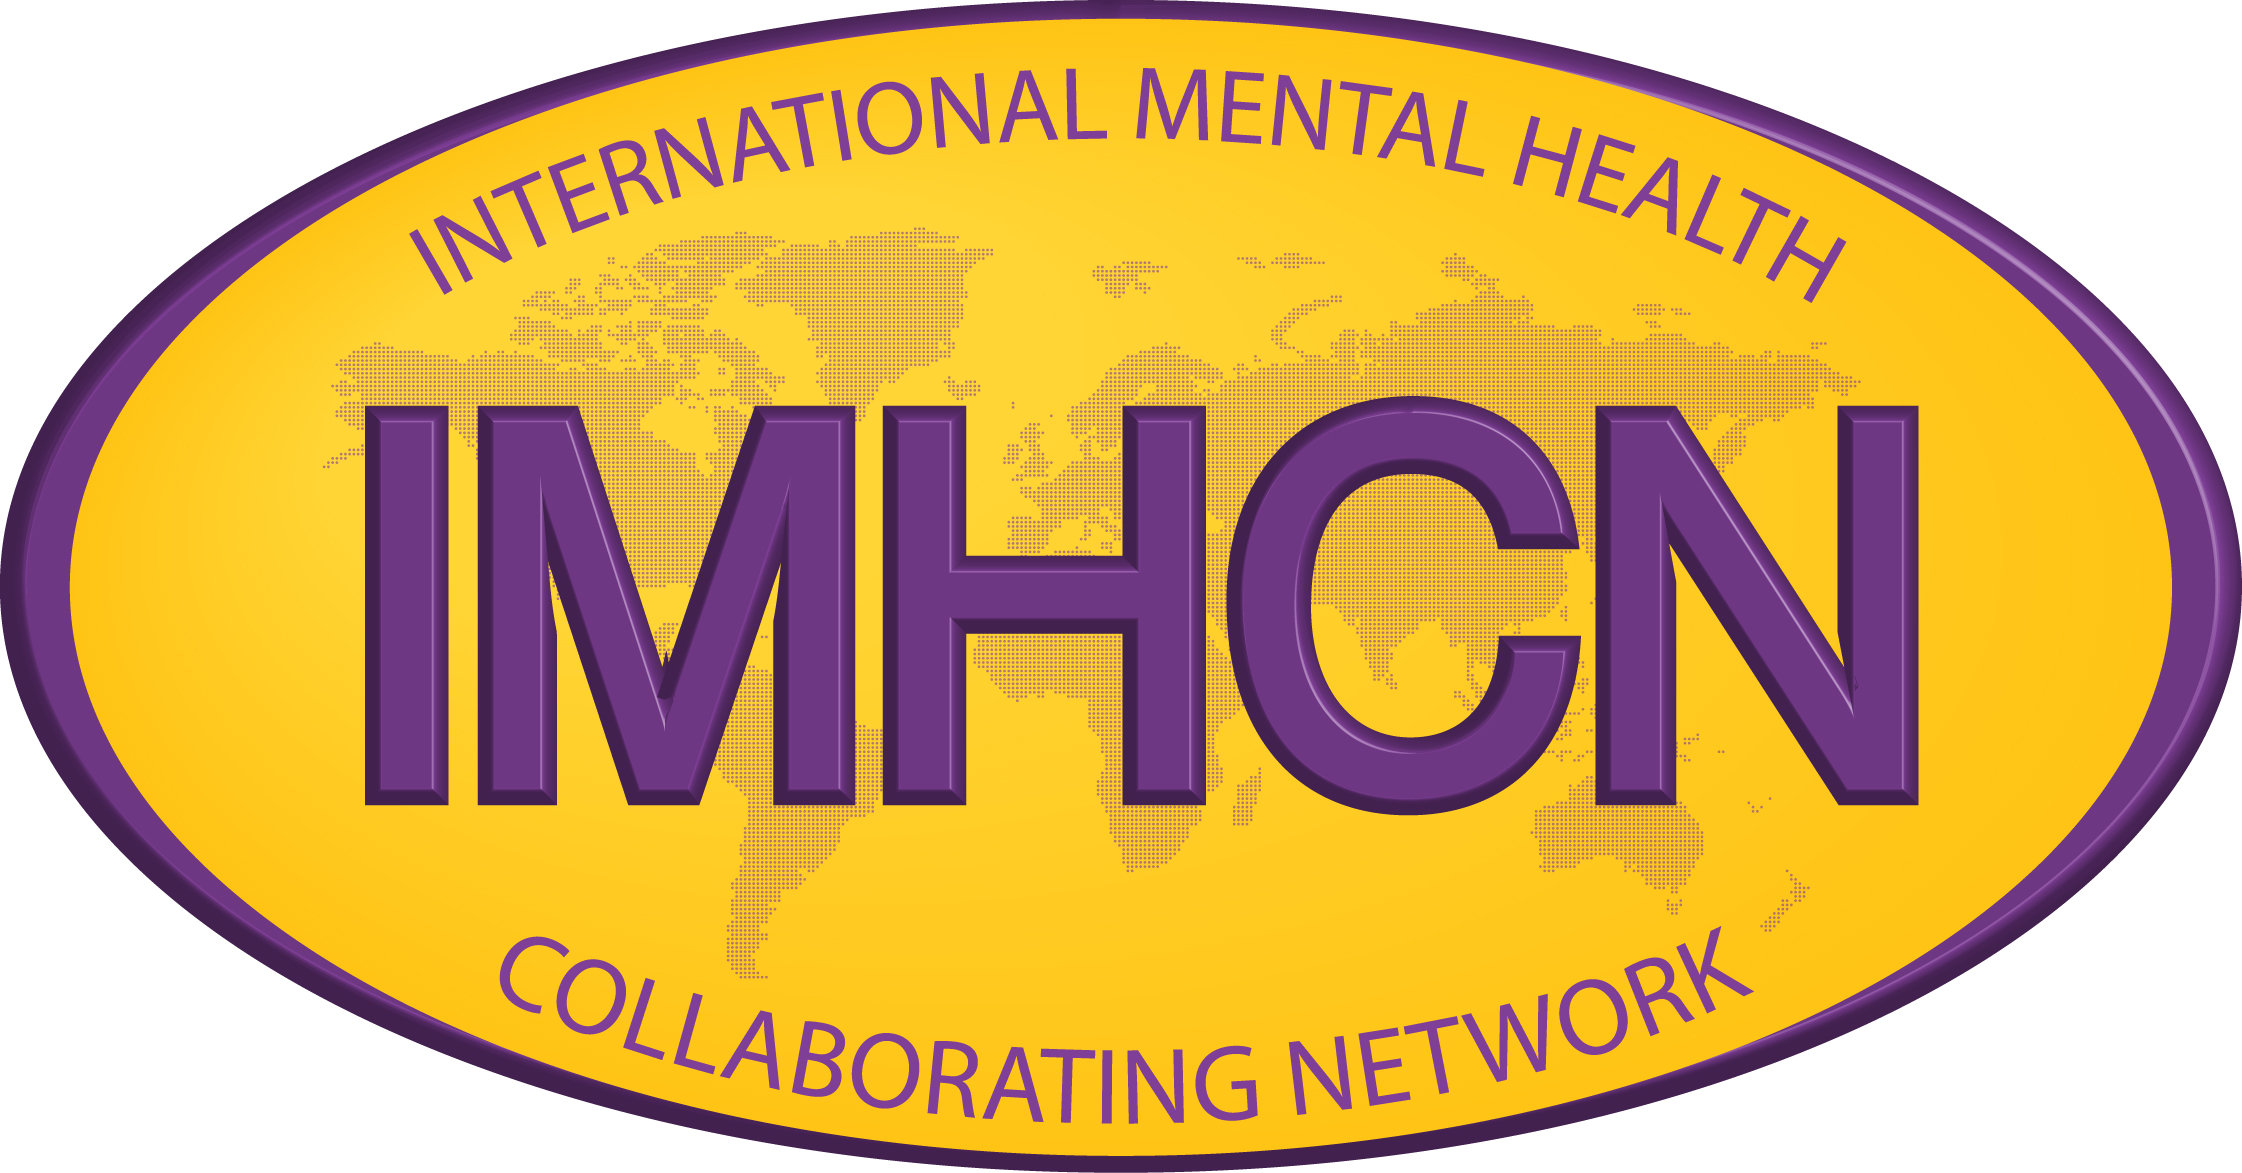 INTERNATIONAL MENTAL HEALTH
IMHCN
COLLABORATING NETWORK